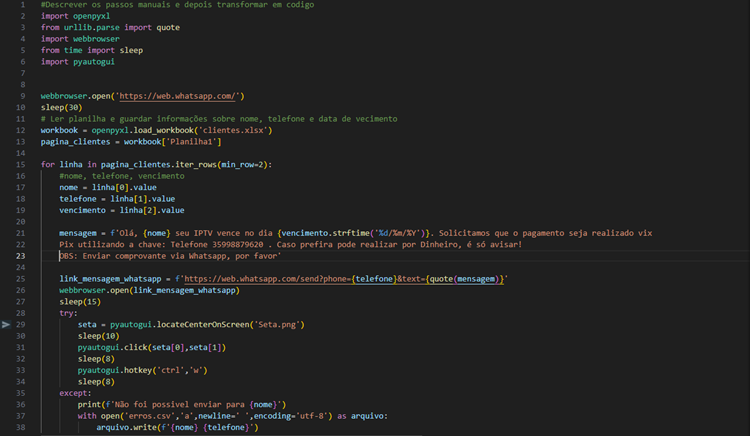 1 #Descrever os passos manuais e depois transformar em codigo
2 import openpyxl
3 from urllib.parse import quote
4 import webbrowser
5 from time import sleep
6 import pyautogui
7
8
9 webbrowser.open('https://web.whatsapp.com/')
10 sleep(30)
11 # Ler planilha e guardar informações sobre nome, telefone e data de vecimento
12 workbook = openpyxl.load_workbook('clientes.xlsx')
13 pagina_clientes = workbook['Planilha1']
14
15 for linha in pagina_clientes.iter_rows(min_row=2):
16 #nome, telefone, vencimento
17 nome = linha[0].value
18 telefone = linha[1].value
19 vencimento = linha[2].value
20
21 mensagem = f'Olá, {nome} seu IPTV vence no dia {vencimento.strftime('%d/%m/%Y')}. Solicitamos que o pagamento seja realizado vix
22 Pix utilizando a chave: Telefone 35998879620 . Caso prefira pode realizar por Dinheiro, é só avisar!
23 OBS: Enviar comprovante via Whatsapp, por favor'
24
25 link_mensagem_whatsapp = f'https://web.whatsapp.com/send?phone={telefone}&text={quote(mensagem)}'
26 webbrowser.open(link_mensagem_whatsapp)
27 sleep(15)
28 try:
29 seta = pyautogui.locateCenterOnScreen('Seta.png')
30 sleep(10)
31 pyautogui.click(seta[0],seta[1])
32 sleep(8)
33 pyautogui.hotkey('ctrl','w')
34 sleep(8)
35 except:
36 print(f'Não foi possivel enviar para {nome}')
37 with open('erros.csv','a',newline=' ',encoding='utf-8') as arquivo:
38 arquivo.write(f'{nome} {telefone}')